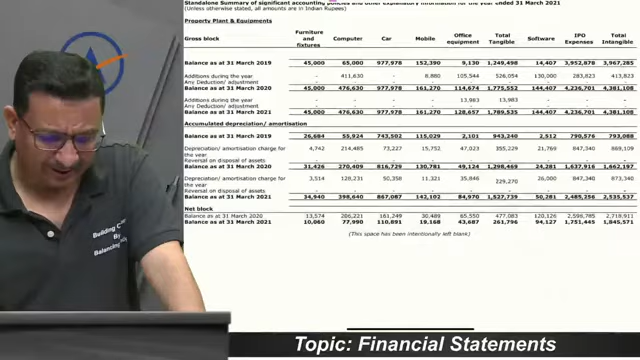 Standalone Summary of significant accounting policies and other explanatory information for the year ended 31 March 2021
(Unless otherwise stated, all amounts are in Indian Rupees)
Property Plant & Equipments
Gross block Furniture and fixtures Computer Car Mobile Office equipment Total Tangible Software IPO Expenses Total Intangible
Balance as at 31 March 2019 45,000 65,000 977,978 152,390 9,130 1,249,498 14,407 3,952,878 3,967,285
Additions during the year - 411,630 - 8,880 105,544 526,054 130,000 283,823 413,823
Any Deduction/ adjustment
Balance as at 31 March 2020 45,000 476,630 977,978 161,270 114,674 1,775,552 144,407 4,236,701 4,381,108
Additions during the year - - - - 13,983 13,983 - - -
Any Deduction/ adjustment
Balance as at 31 March 2021 45,000 476,630 977,978 161,270 128,657 1,789,535 144,407 4,236,701 4,381,108
Accumulated depreciation/ amortisation
Balance as at 31 March 2019 26,684 55,924 743,502 115,029 2,101 943,240 2,512 790,576 793,088
Depreciation/ amortisation charge for the year 4,742 214,485 73,227 15,752 47,023 355,229 21,769 847,340 869,109
Reversal on disposal of assets
Balance as at 31 March 2020 31,426 270,409 816,729 130,781 49,124 1,298,469 24,281 1,637,916 1,662,197
Depreciation/ amortisation charge for the year 3,514 128,231 50,358 11,321 35,846 229,270 26,000 847,340 873,340
Reversal on disposal of assets
Balance as at 31 March 2021 34,940 398,640 867,087 142,102 84,970 1,527,739 50,281 2,485,256 2,535,537
Net block
Balance as at 31 March 2020 13,574 206,221 161,249 30,489 65,550 477,083 120,126 2,598,785 2,718,911
Balance as at 31 March 2021 10,060 77,990 110,891 19,168 43,687 261,796 94,127 1,751,445 1,845,571
(This space has been intentionally left blank)
Building
By
Balancing
Topic: Financial Statements